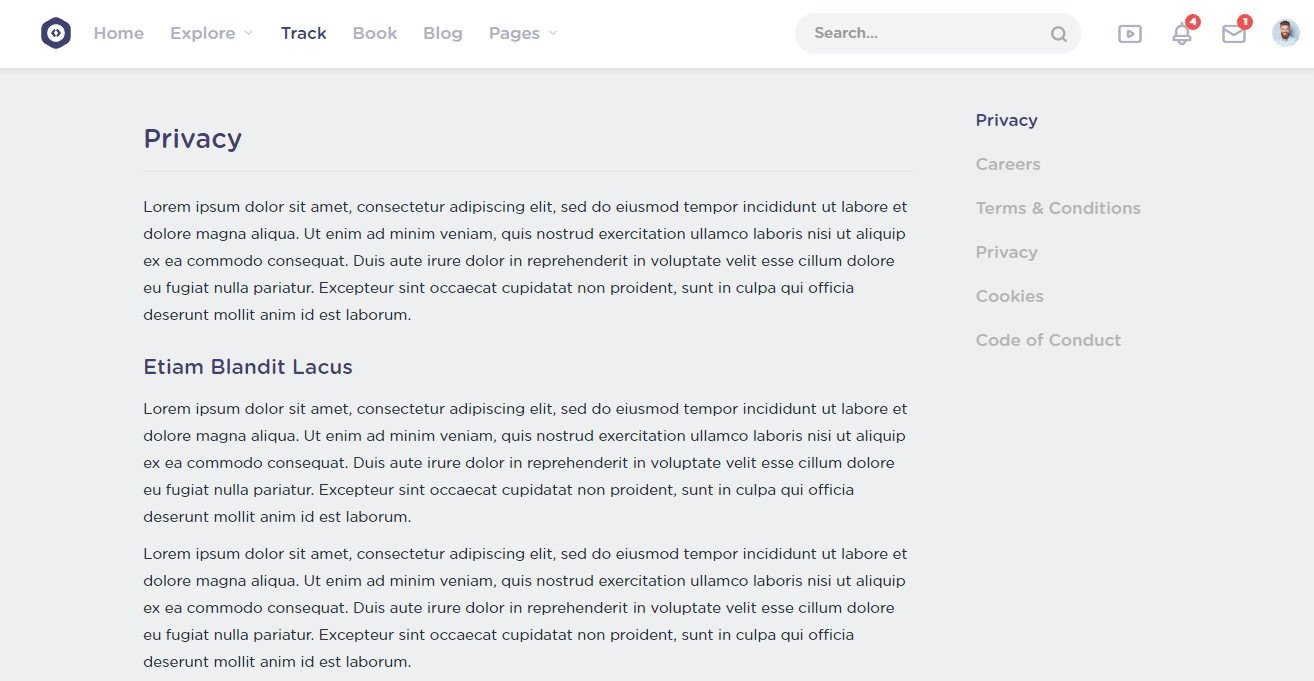 Home Explore Track Book Blog Pages Search... 4 1
Privacy
Lorem ipsum dolor sit amet, consectetur adipiscing elit, sed do eiusmod tempor incididunt ut labore et
dolore magna aliqua. Ut enim ad minim veniam, quis nostrud exercitation ullamco laboris nisi ut aliquip
ex ea commodo consequat. Duis aute irure dolor in reprehenderit in voluptate velit esse cillum dolore
eu fugiat nulla pariatur. Excepteur sint occaecat cupidatat non proident, sunt in culpa qui officia
deserunt mollit anim id est laborum.
Etiam Blandit Lacus
Lorem ipsum dolor sit amet, consectetur adipiscing elit, sed do eiusmod tempor incididunt ut labore et
dolore magna aliqua. Ut enim ad minim veniam, quis nostrud exercitation ullamco laboris nisi ut aliquip
ex ea commodo consequat. Duis aute irure dolor in reprehenderit in voluptate velit esse cillum dolore
eu fugiat nulla pariatur. Excepteur sint occaecat cupidatat non proident, sunt in culpa qui officia
deserunt mollit anim id est laborum.
Lorem ipsum dolor sit amet, consectetur adipiscing elit, sed do eiusmod tempor incididunt ut labore et
dolore magna aliqua. Ut enim ad minim veniam, quis nostrud exercitation ullamco laboris nisi ut aliquip
ex ea commodo consequat. Duis aute irure dolor in reprehenderit in voluptate velit esse cillum dolore
eu fugiat nulla pariatur. Excepteur sint occaecat cupidatat non proident, sunt in culpa qui officia
deserunt mollit anim id est laborum.
Privacy
Careers
Terms & Conditions
Privacy
Cookies
Code of Conduct